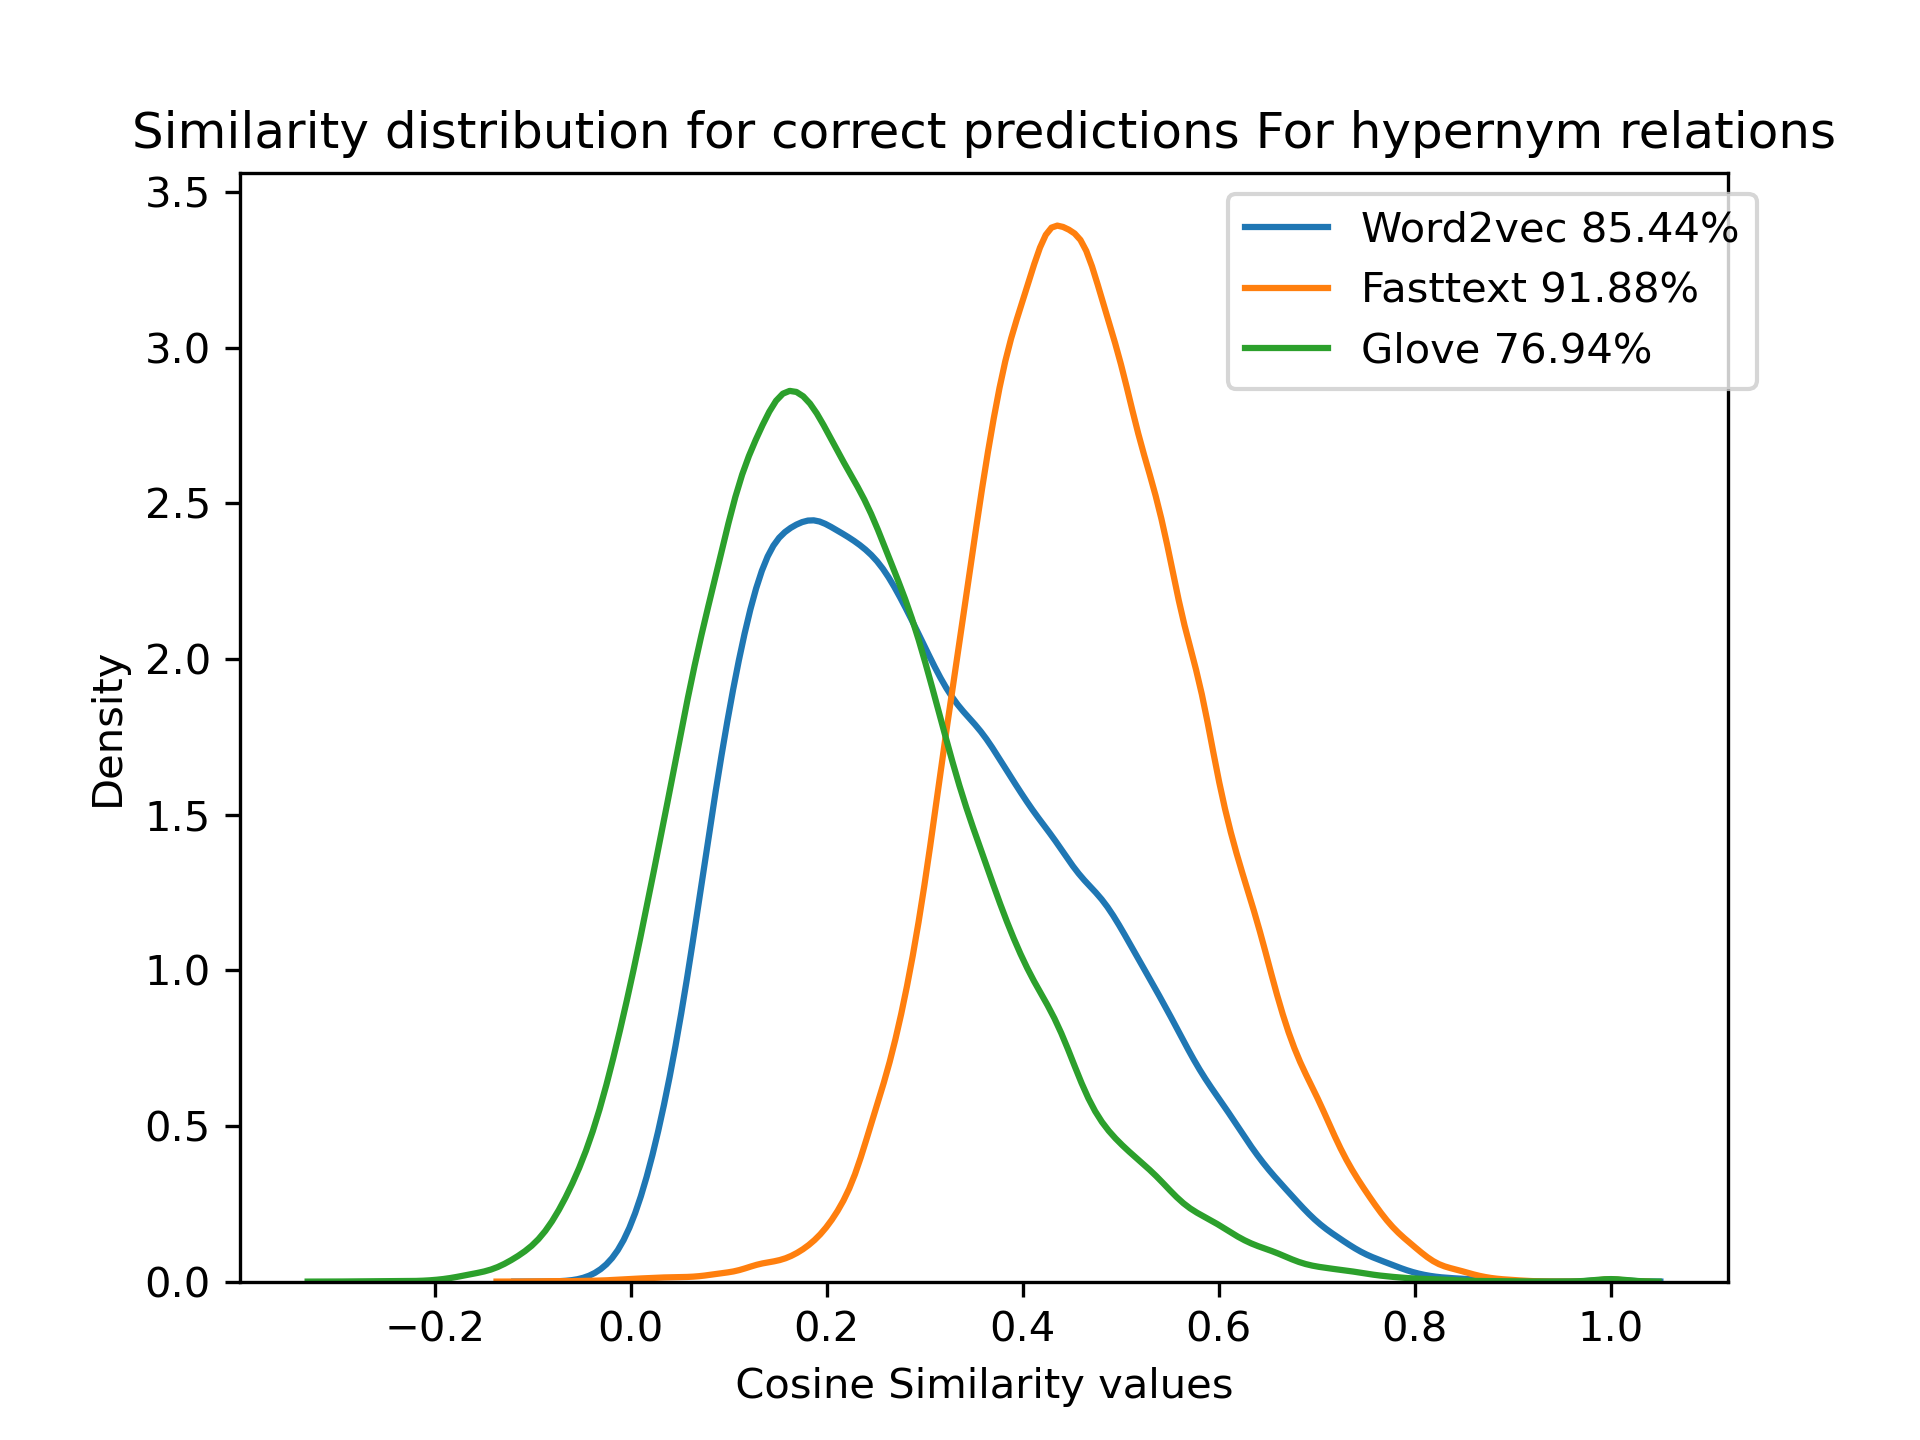 Similarity distribution for correct predictions For hypernym relations
Word2vec 85.44%
Fasttext 91.88%
Glove 76.94%
3.5
3.0
2.5
2.0
1.5
1.0
0.5
0.0
Density
−0.2 0.0 0.2 0.4 0.6 0.8 1.0
Cosine Similarity values